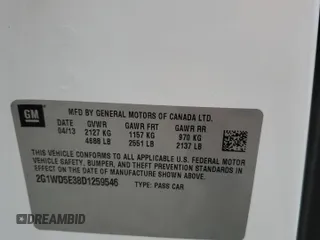 GM
MFD BY GENERAL MOTORS OF CANADA LTD.
DATE GVWR GAWR FRT GAWR RR
04/13 2127 KG 1157 KG 970 KG
4688 LB 2551 LB 2137 LB
THIS VEHICLE CONFORMS TO ALL APPLICABLE U.S. FEDERAL MOTOR
VEHICLE SAFETY, BUMPER, AND THEFT PREVENTION STANDARDS IN
EFFECT ON THE DATE OF MANUFACTURE SHOWN ABOVE.
2G1WD5E38D1259546 TYPE: PASS CAR
DREAMBID